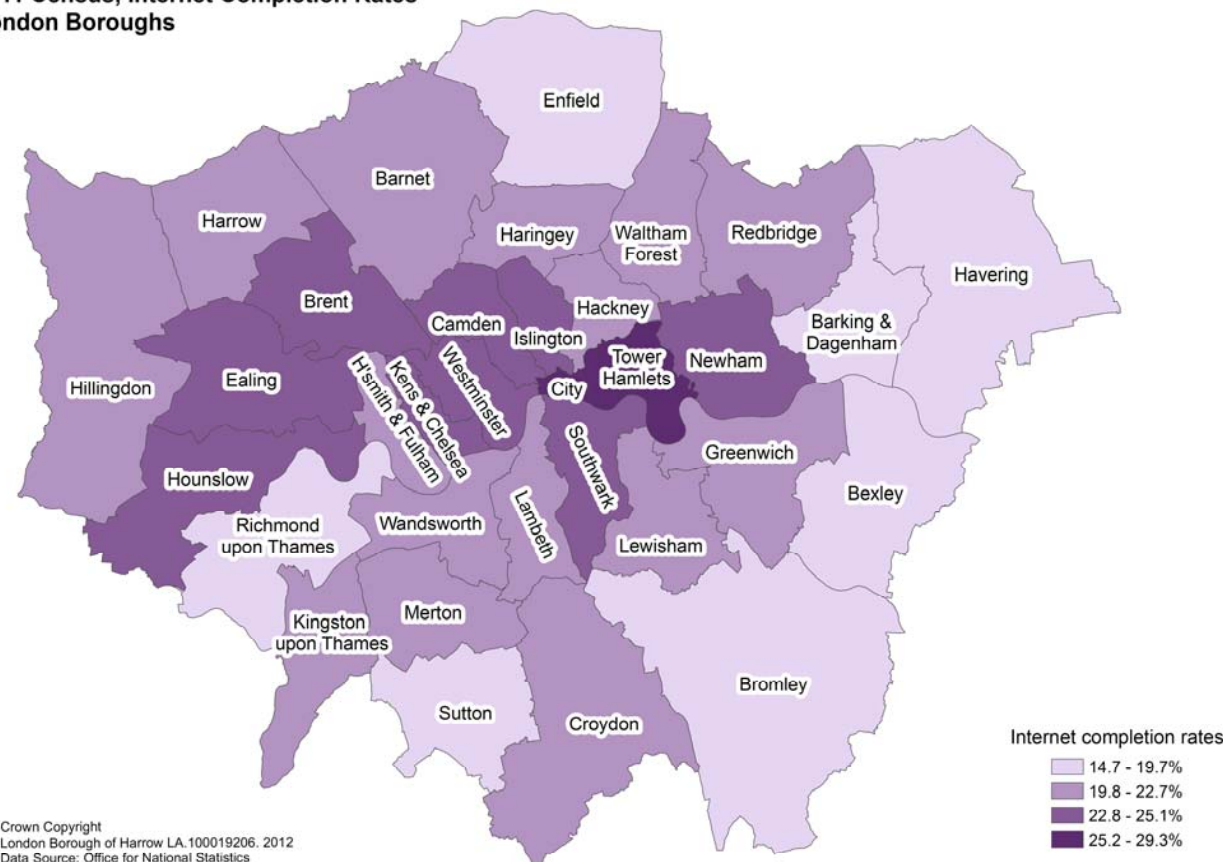 Census, Internet Completion Rates
London Boroughs
Enfield
Barnet
Harrow
Haringey
Waltham
Forest
Redbridge
Havering
Brent
Camden
Islington
Hackney
Barking &
Dagenham
Hillingdon
Ealing
H'smith & Fulham
Kens & Chelsea
Westminster
City
Tower
Hamlets
Newham
Hounslow
Southwark
Greenwich
Bexley
Richmond
upon Thames
Wandsworth
Lambeth
Lewisham
Kingston
upon Thames
Merton
Sutton
Croydon
Bromley
Internet completion rates
14.7 - 19.7%
19.8 - 22.7%
22.8 - 25.1%
25.2 - 29.3%
Crown Copyright
London Borough of Harrow LA.100019206. 2012
Data Source: Office for National Statistics